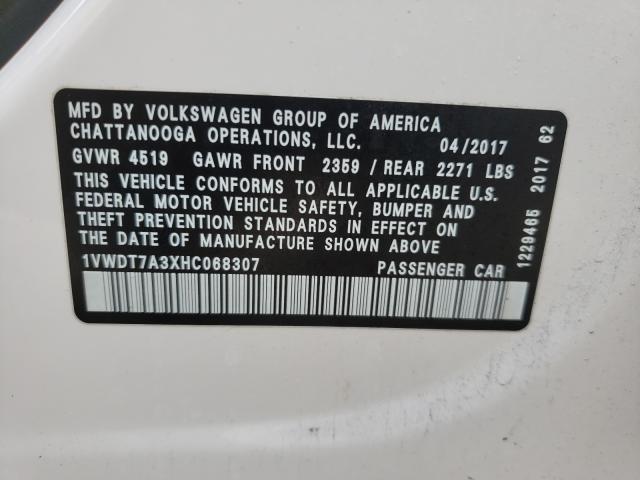 MFD BY VOLKSWAGEN GROUP OF AMERICA
CHATTANOOGA OPERATIONS, LLC. 04/2017
GVWR 4519 GAWR FRONT 2359 / REAR 2271 LBS
THIS VEHICLE CONFORMS TO ALL APPLICABLE U.S.
FEDERAL MOTOR VEHICLE SAFETY, BUMPER AND
THEFT PREVENTION STANDARDS IN EFFECT ON
THE DATE OF MANUFACTURE SHOWN ABOVE
1VWDT7A3XHC068307 PASSENGER CAR
1229465 2017 62